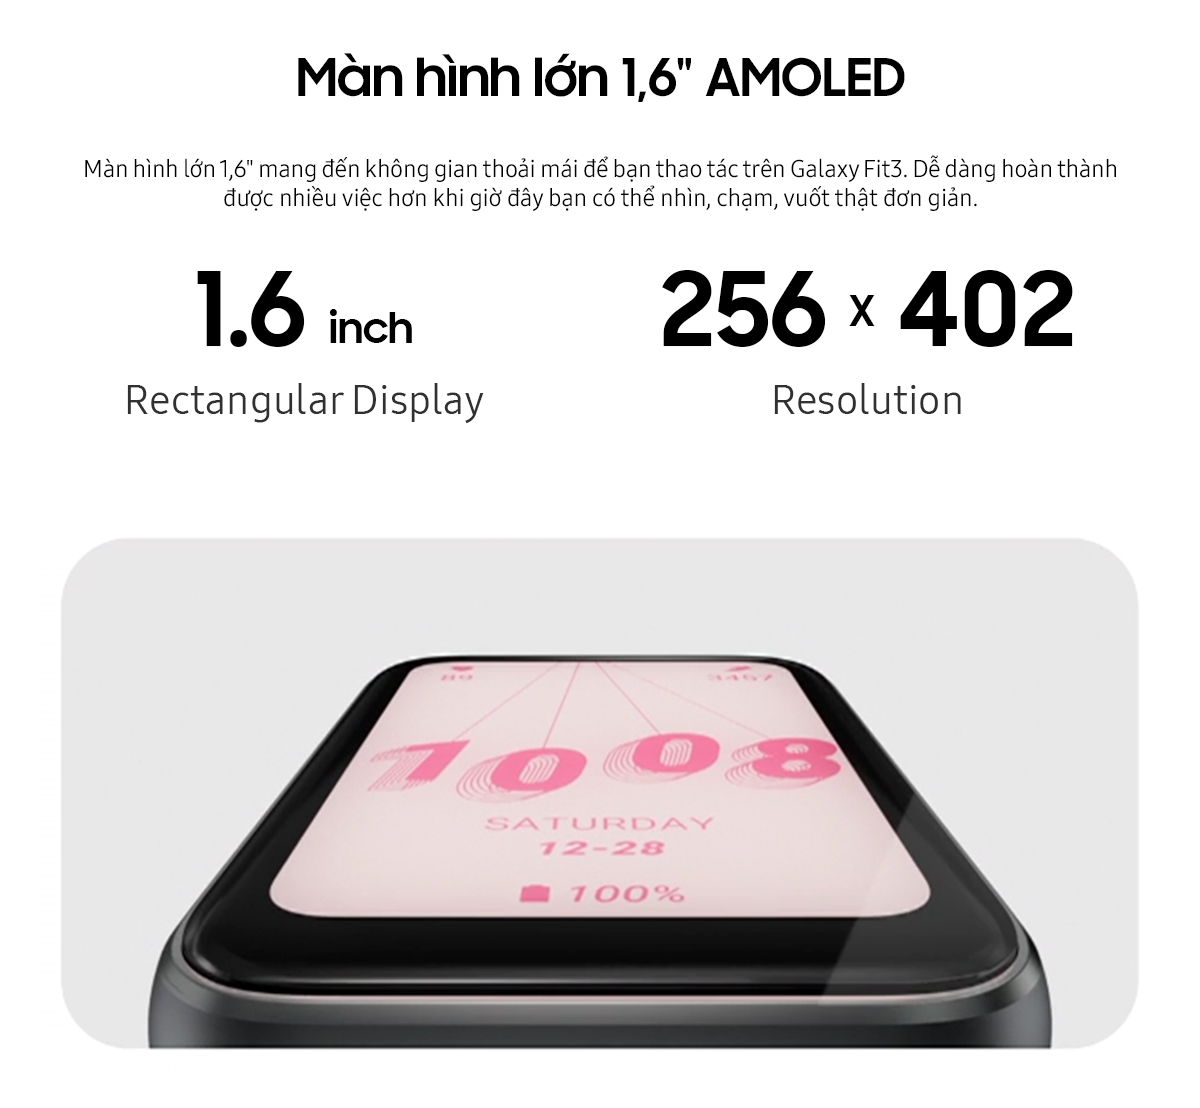 Màn hình lớn 1,6" AMOLED
Màn hình lớn 1,6" mang đến không gian thoải mái để bạn thao tác trên Galaxy Fit3. Dễ dàng hoàn thành
được nhiều việc hơn khi giờ đây bạn có thể nhìn, chạm, vuốt thật đơn giản.
1.6 inch
256 x 402
Rectangular Display
Resolution
89
3457
10 08
SATURDAY
12-28
100%